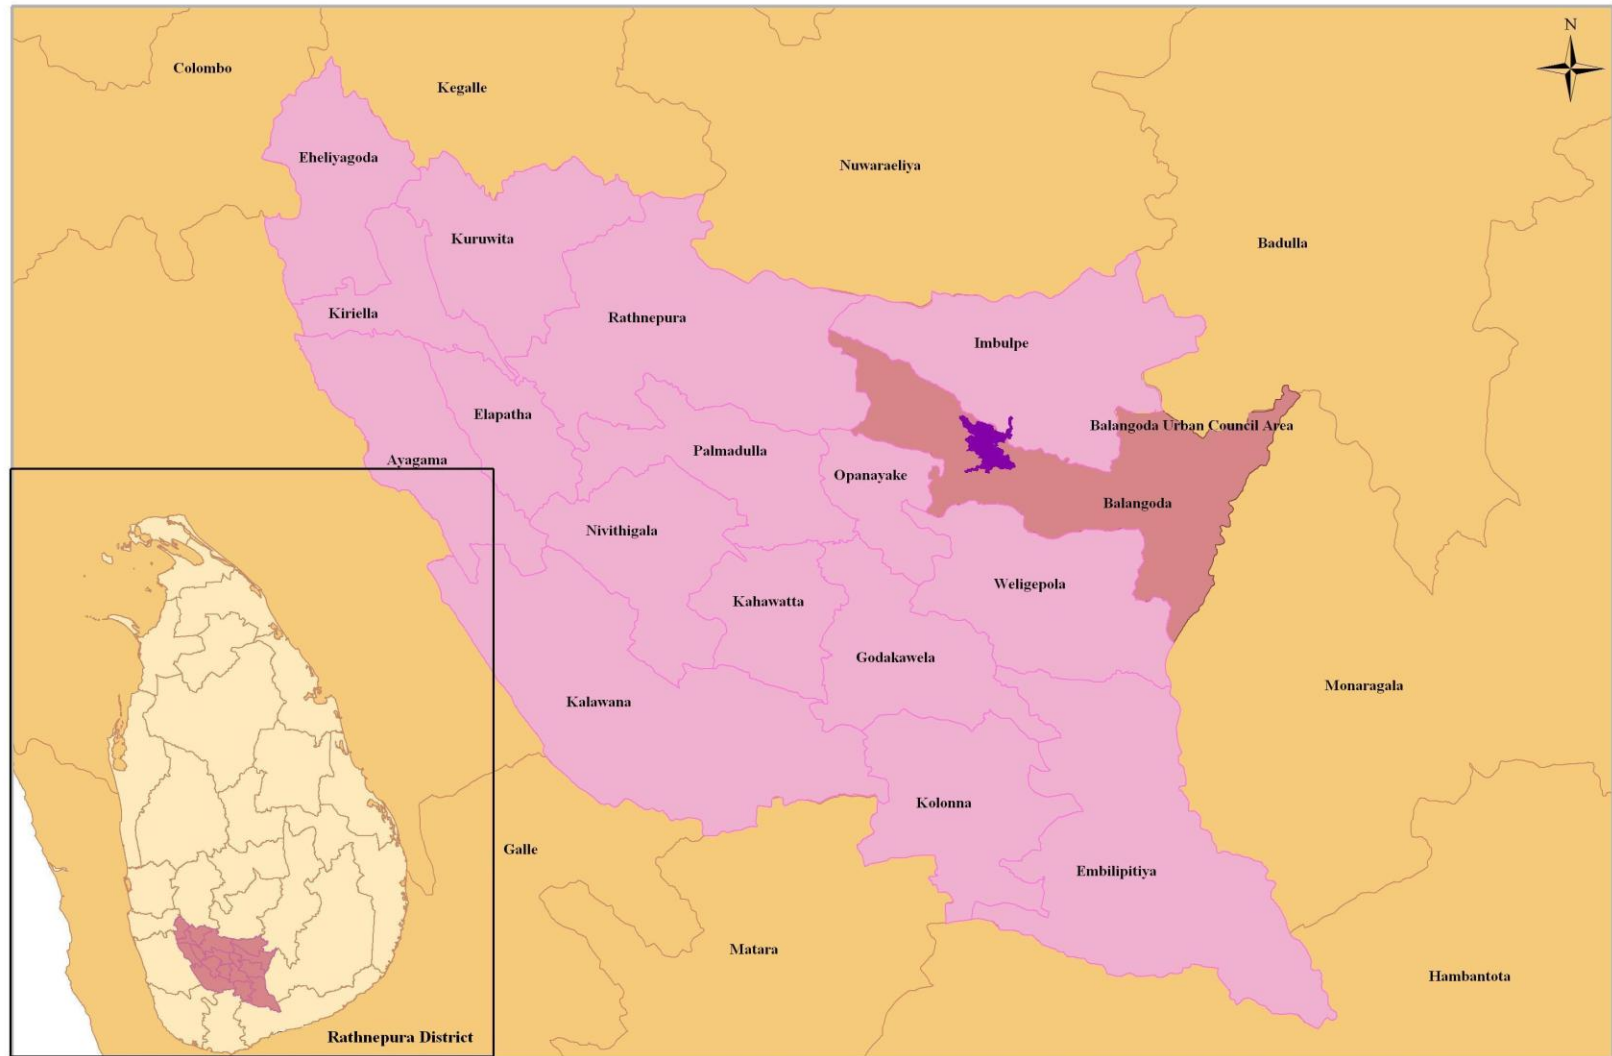 N
Colombo
Kegalle
Eheliyagoda
Nuwaraeliya
Kuruwita
Badulla
Kiriella
Rathnepura
Imbulpe
Elapatha
Balangoda Urban Council Area
Palmadulla
Ayagama
Opanayake
Balangoda
Nivithigala
Weligepola
Kahawatta
Godakawela
Monaragala
Kalawana
Kolonna
Galle
Embilipitiya
Matara
Hambantota
Rathnepura District